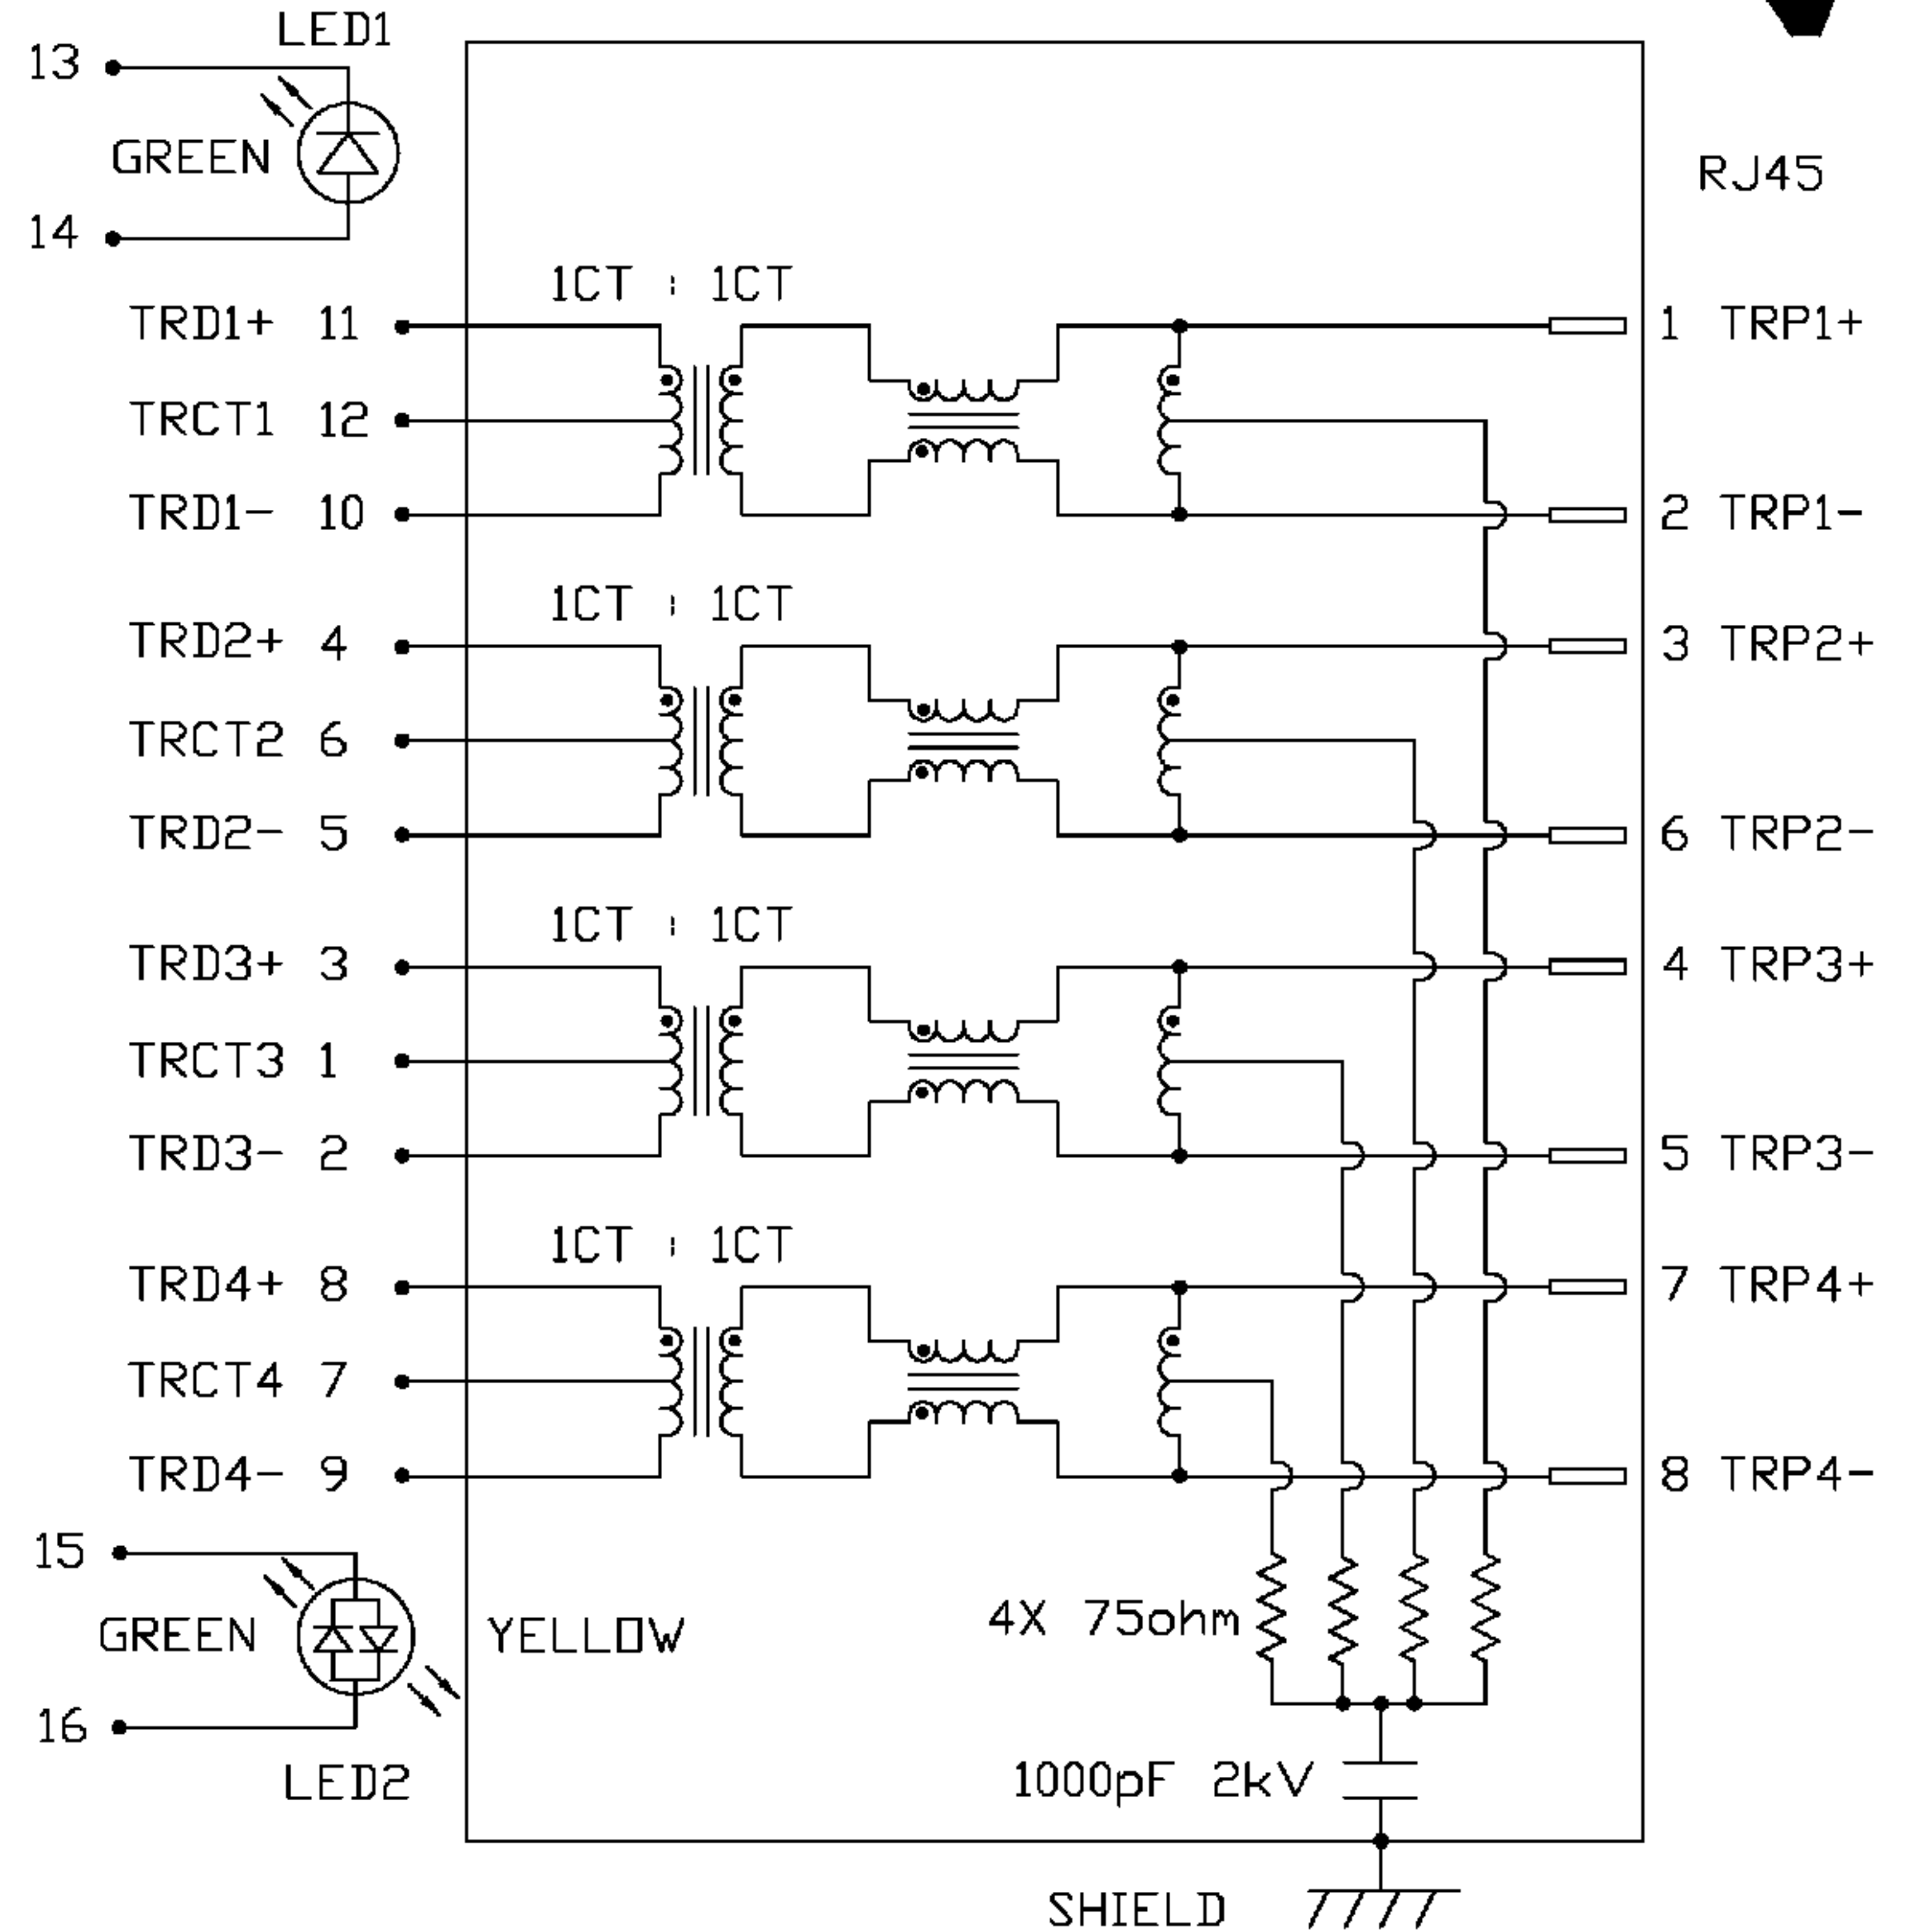 LED1
13
GREEN
RJ45
14
1CT : 1CT
TRD1+ 11
1 TRP1+
TRCT1 12
TRD1- 10
2 TRP1-
1CT : 1CT
TRD2+ 4
3 TRP2+
TRCT2 6
TRD2- 5
6 TRP2-
1CT : 1CT
TRD3+ 3
4 TRP3+
TRCT3 1
TRD3- 2
5 TRP3-
1CT : 1CT
TRD4+ 8
7 TRP4+
TRCT4 7
TRD4- 9
8 TRP4-
15
GREEN
YELLOW
4X 75ohm
16
LED2
1000pF 2kV
SHIELD